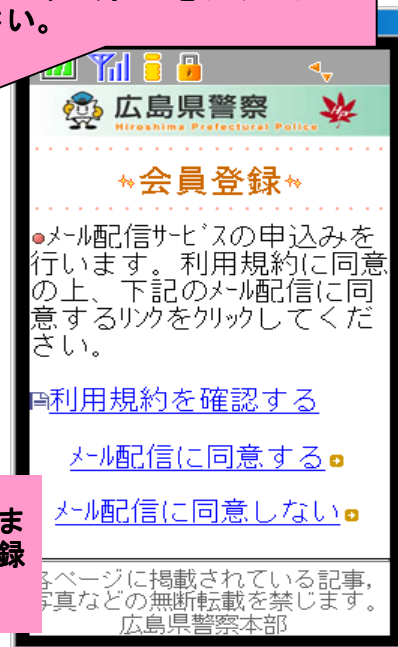 さい。
広島県警察
Hiroshima Prefectural Police
HP
会員登録
●ﾒｰﾙ配信ｻｰﾋﾞｽの申込みを
行います。利用規約に同意
の上、下記のﾒｰﾙ配信に同
意するﾘﾝｸをｸﾘｯｸしてくだ
さい。
利用規約を確認する
ﾒｰﾙ配信に同意する
ﾒｰﾙ配信に同意しない
ま
録
各ページに掲載されている記事,
写真などの無断転載を禁じます。
広島県警察本部